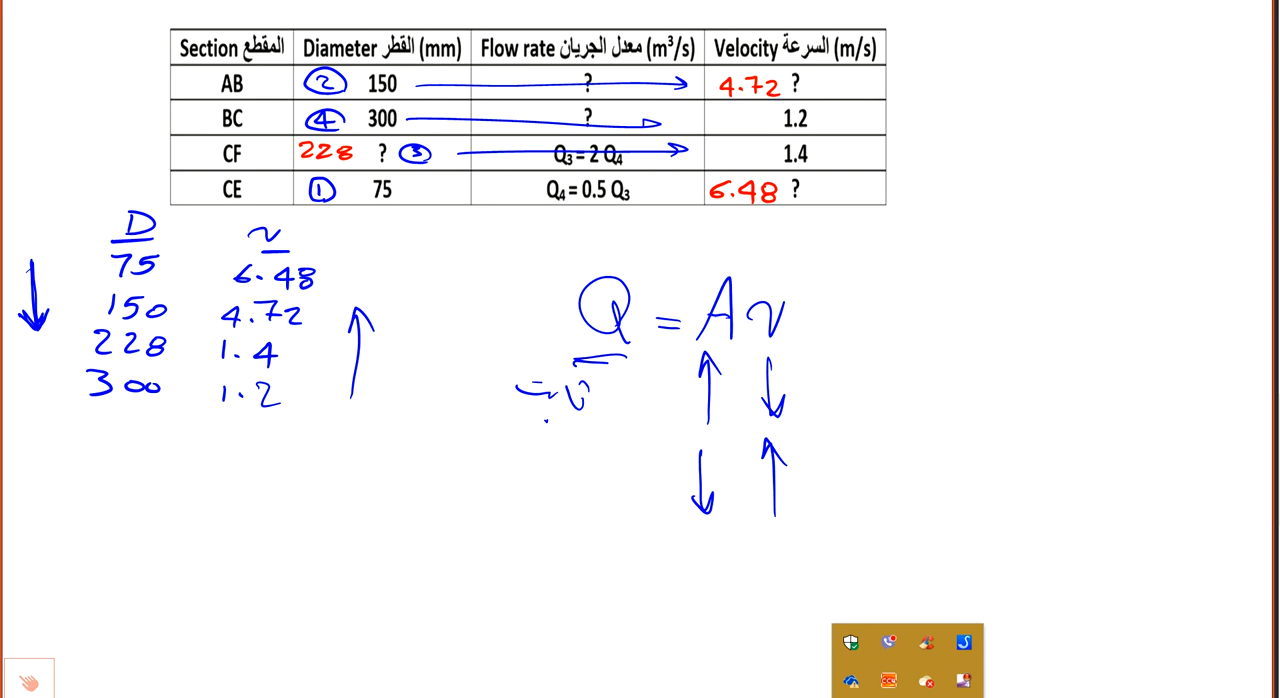 Section المقطع Diameter القطر (mm) Flow rate معدل الجريان (m³/s) Velocity السرعة (m/s)
AB ② 150 ? 4.72 ?
BC ④ 300 ? 1.2
CF 228 ? ③ Q₃ = 2 Q₄ 1.4
CE ① 75 Q₄ = 0.5 Q₃ 6.48 ?
D v
75 6.48
150 4.72
228 1.4
300 1.2
Q = A v
ثابت